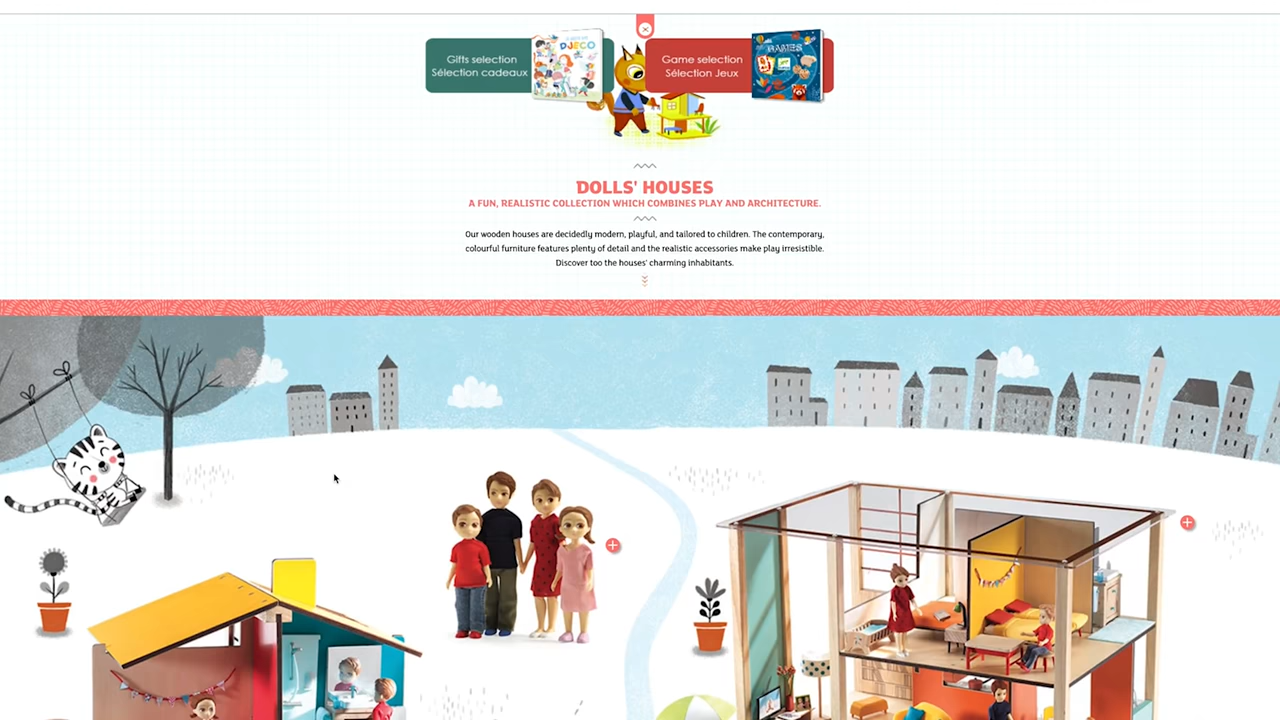 Gifts selection
Sélection cadeaux
DJECO
Game selection
Sélection Jeux
GAMES
DOLLS' HOUSES
A FUN, REALISTIC COLLECTION WHICH COMBINES PLAY AND ARCHITECTURE.
Our wooden houses are decidedly modern, playful, and tailored to children. The contemporary,
colourful furniture features plenty of detail and the realistic accessories make play irresistible.
Discover too the houses' charming inhabitants.